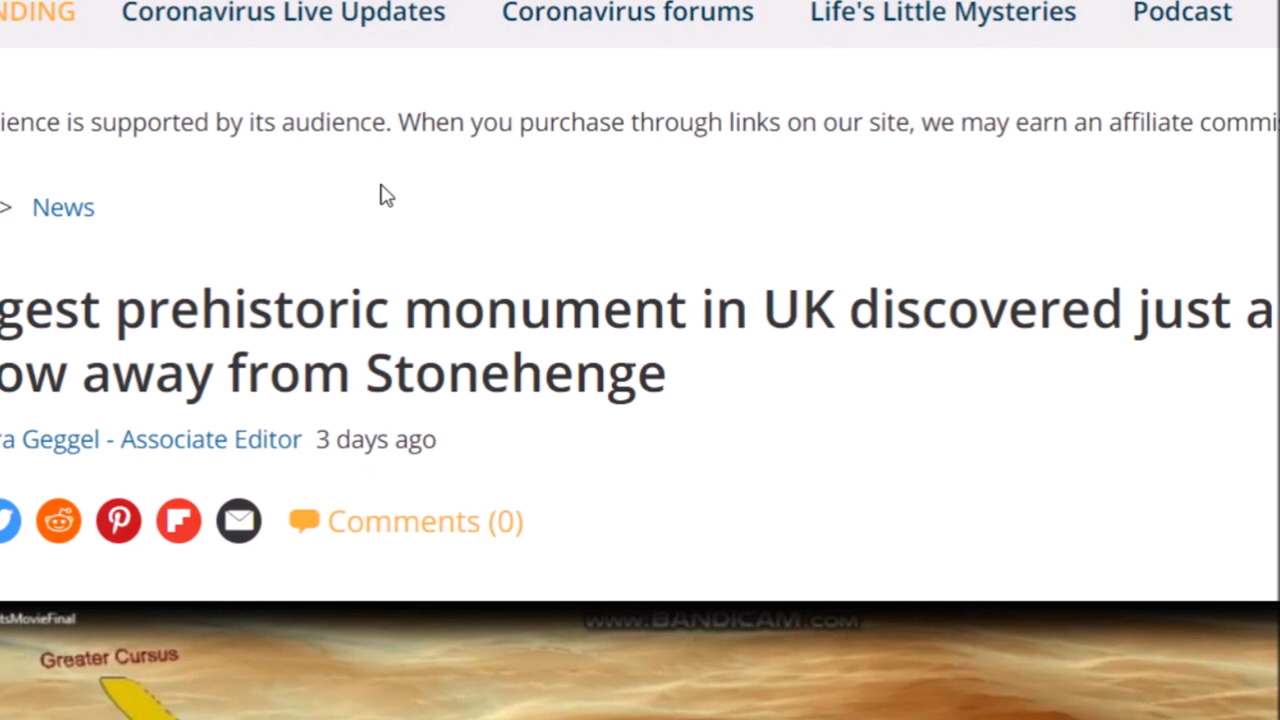 NDING Coronavirus Live Updates Coronavirus forums Life's Little Mysteries Podcast
ience is supported by its audience. When you purchase through links on our site, we may earn an affiliate commi
> News
gest prehistoric monument in UK discovered just a
ow away from Stonehenge
ra Geggel - Associate Editor 3 days ago
Comments (0)
tsMovieFinal
www.BANDICAM.com
Greater Cursus